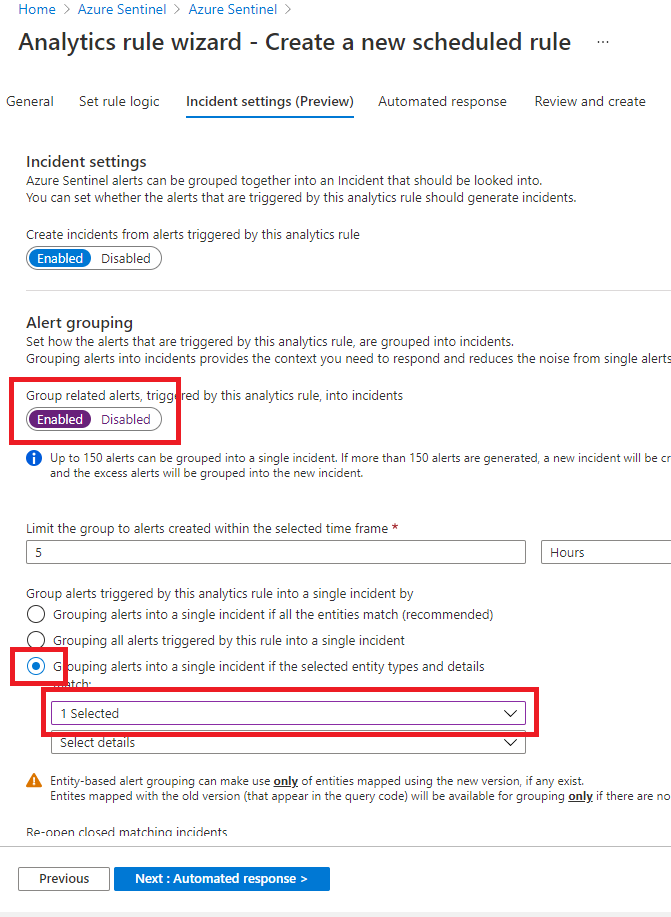 Home > Azure Sentinel > Azure Sentinel >
Analytics rule wizard - Create a new scheduled rule ...
General Set rule logic Incident settings (Preview) Automated response Review and create
Incident settings
Azure Sentinel alerts can be grouped together into an Incident that should be looked into.
You can set whether the alerts that are triggered by this analytics rule should generate incidents.
Create incidents from alerts triggered by this analytics rule
Enabled Disabled
Alert grouping
Set how the alerts that are triggered by this analytics rule, are grouped into incidents.
Grouping alerts into incidents provides the context you need to respond and reduces the noise from single alerts
Group related alerts, triggered by this analytics rule, into incidents
Enabled Disabled
Up to 150 alerts can be grouped into a single incident. If more than 150 alerts are generated, a new incident will be cr
and the excess alerts will be grouped into the new incident.
Limit the group to alerts created within the selected time frame *
5 Hours
Group alerts triggered by this analytics rule into a single incident by
Grouping alerts into a single incident if all the entities match (recommended)
Grouping all alerts triggered by this rule into a single incident
Grouping alerts into a single incident if the selected entity types and details
match:
1 Selected
Select details
Entity-based alert grouping can make use only of entities mapped using the new version, if any exist.
Entites mapped with the old version (that appear in the query code) will be available for grouping only if there are no
Re-open closed matching incidents
Previous Next : Automated response >